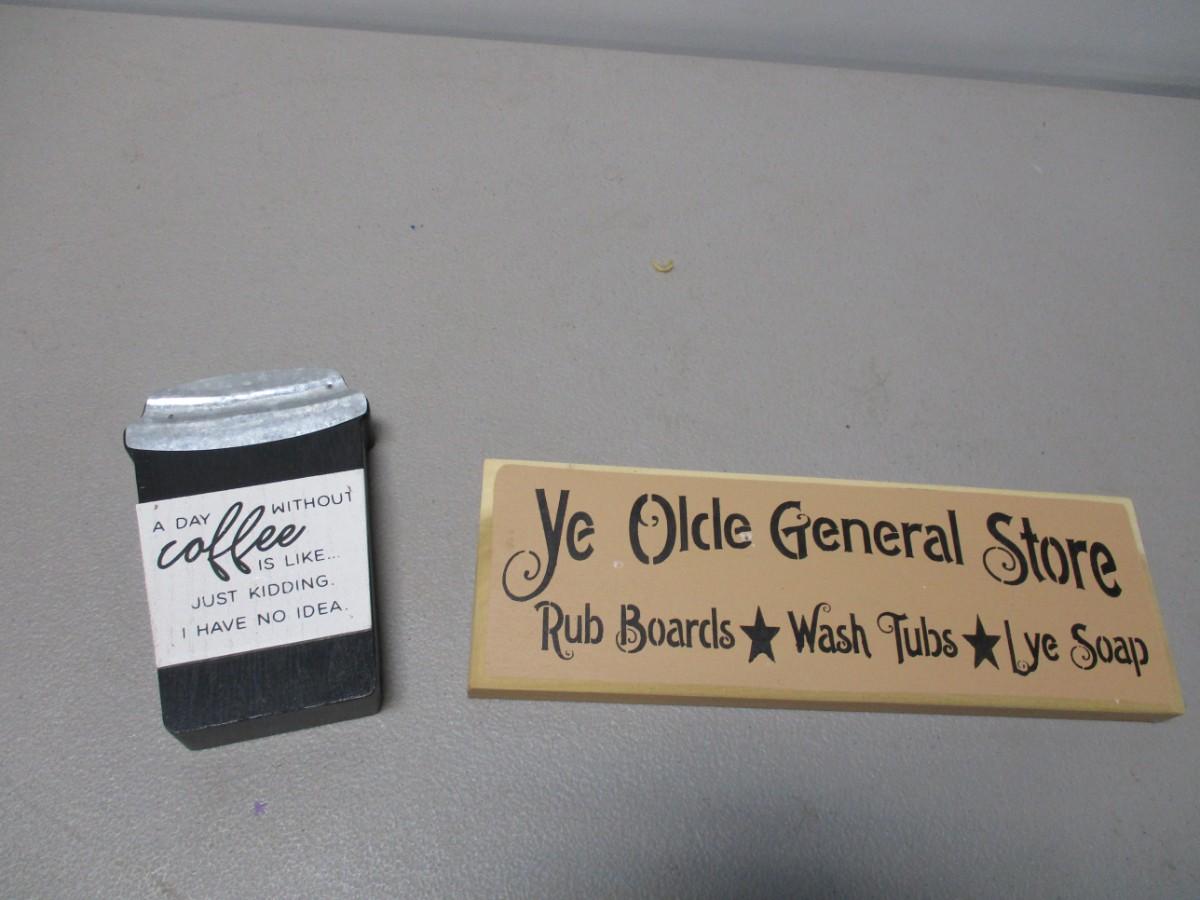 A DAY WITHOUT
coffee
IS LIKE...
JUST KIDDING.
I HAVE NO IDEA.
Ye Olde General Store
Rub Boards ★ Wash Tubs ★ Lye Soap